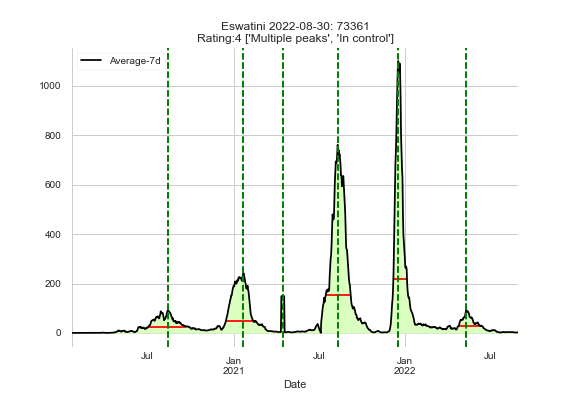 Eswatini 2022-08-30: 73361
Rating:4 ['Multiple peaks', 'In control']
Average-7d
1000
800
600
400
200
0
Jul
Jan
2021
Jul
Jan
2022
Jul
Date